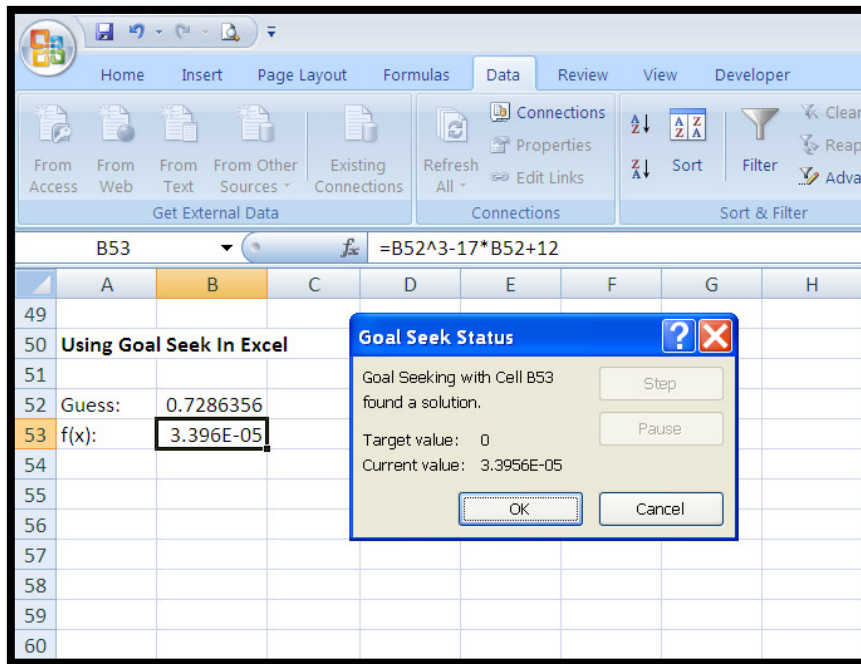 Home Insert Page Layout Formulas Data Review View Developer
From Access
From Web
From Text
From Other Sources
Existing Connections
Get External Data
Refresh All
Connections
Properties
Edit Links
Connections
A Z
Z A
A Z
Z A
Sort
Filter
Clear
Reap
Adva
Sort & Filter
B53 fx =B52^3-17*B52+12
A B C D E F G H
49
50 Using Goal Seek In Excel
51
52 Guess: 0.7286356
53 f(x): 3.396E-05
54
55
56
57
58
59
60
Goal Seek Status ?
Goal Seeking with Cell B53
found a solution.
Target value: 0
Current value: 3.3956E-05
Step
Pause
OK Cancel